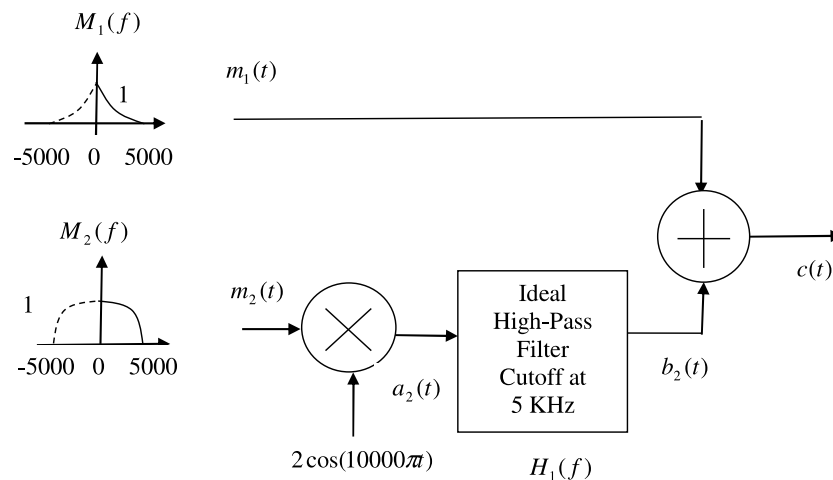 M₁(f)
1
-5000 0 5000
m₁(t)
M₂(f)
1
-5000 0 5000
m₂(t)
a₂(t)
2cos(10000πt)
Ideal
High-Pass
Filter
Cutoff at
5 KHz
H₁(f)
b₂(t)
c(t)